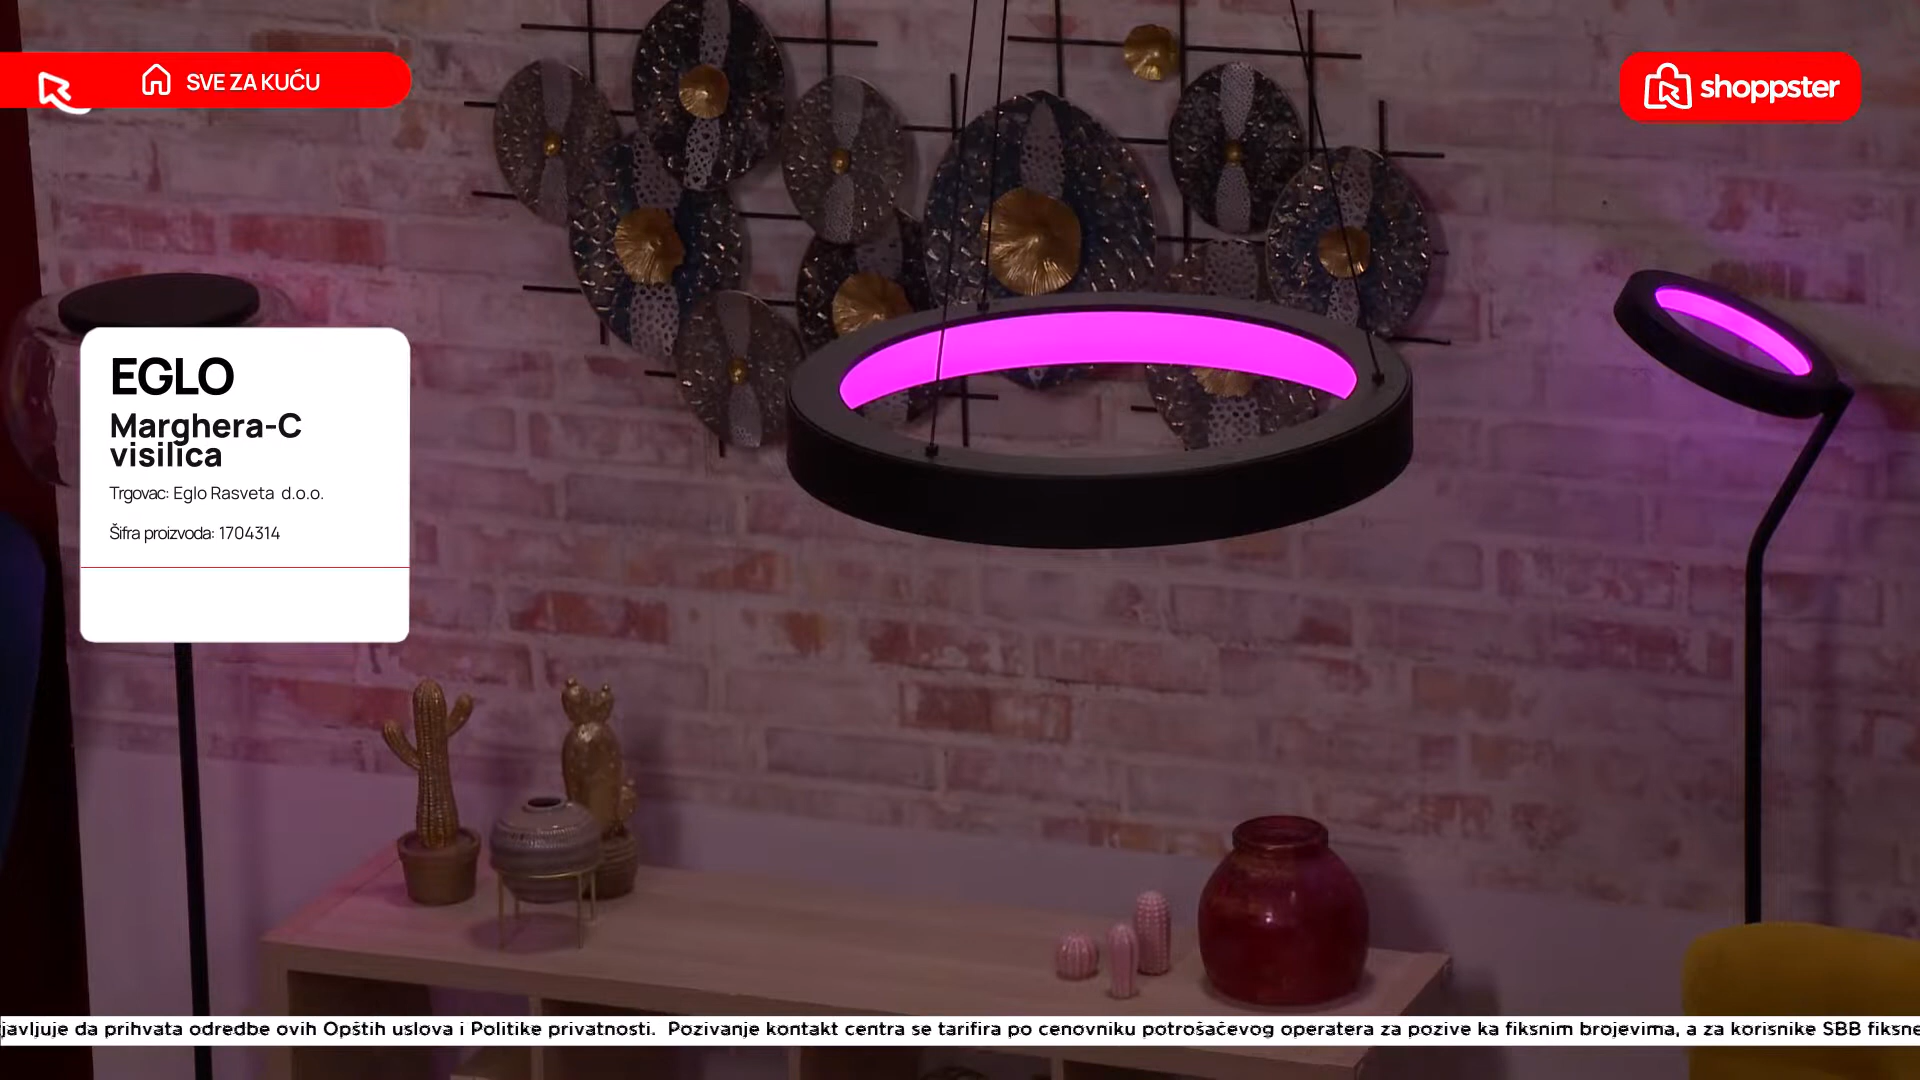 SVE ZA KUĆU
shoppster
EGLO
Marghera-C
visilica
Trgovac: Eglo Rasveta d.o.o.
Šifra proizvoda: 1704314
javljuje da prihvata odredbe ovih Opštih uslova i Politike privatnosti. Pozivanje kontakt centra se tarifira po cenovniku potrošačevog operatera za pozive ka fiksnim brojevima, a za korisnike SBB fiksne